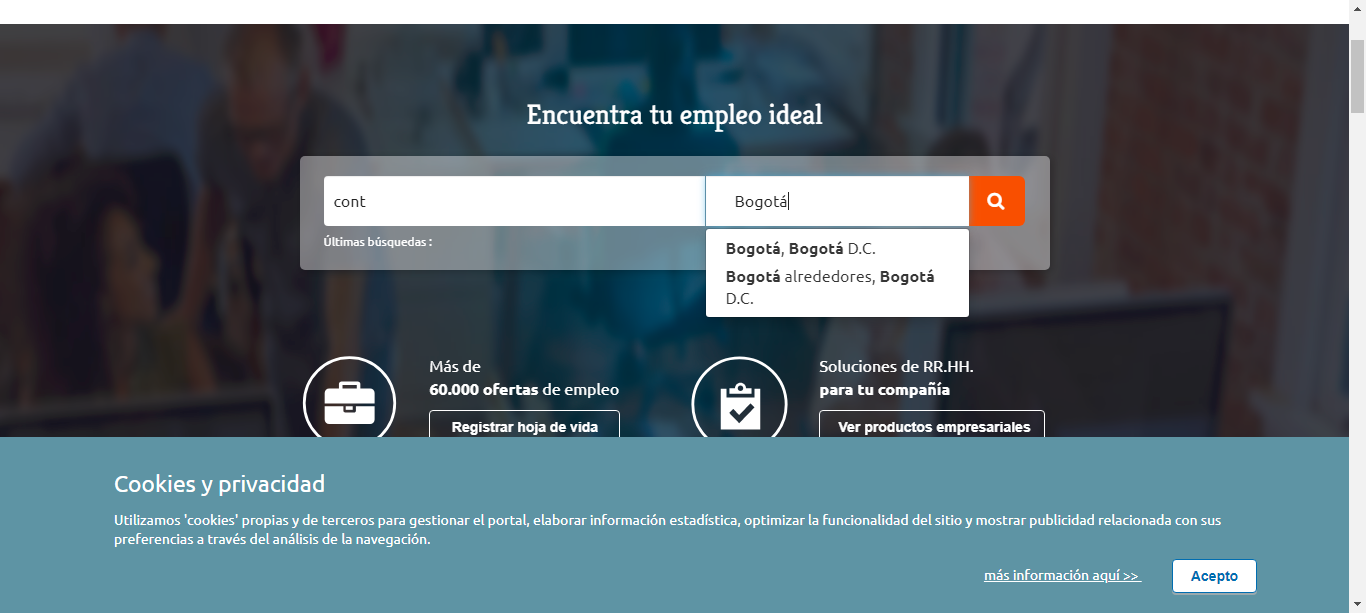 Encuentra tu empleo ideal
cont
Bogotá
Últimas búsquedas :
Bogotá, Bogotá D.C.
Bogotá alrededores, Bogotá
D.C.
Más de
60.000 ofertas de empleo
Registrar hoja de vida
Soluciones de RR.HH.
para tu compañía
Ver productos empresariales
Cookies y privacidad
Utilizamos 'cookies' propias y de terceros para gestionar el portal, elaborar información estadística, optimizar la funcionalidad del sitio y mostrar publicidad relacionada con sus
preferencias a través del análisis de la navegación.
más información aquí >>
Acepto